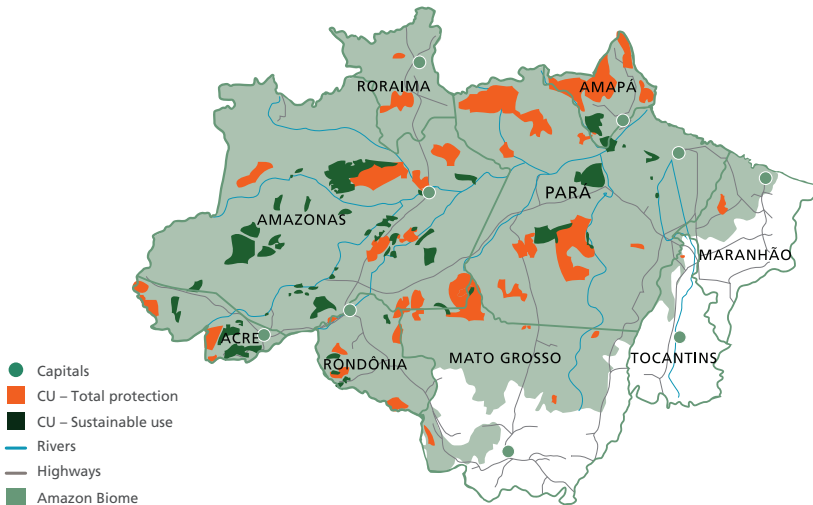 RORAIMA
AMAPÁ
AMAZONAS
PARÁ
MARANHÃO
ACRE
RONDÔNIA
MATO GROSSO
TOCANTINS
Capitals
CU – Total protection
CU – Sustainable use
Rivers
Highways
Amazon Biome